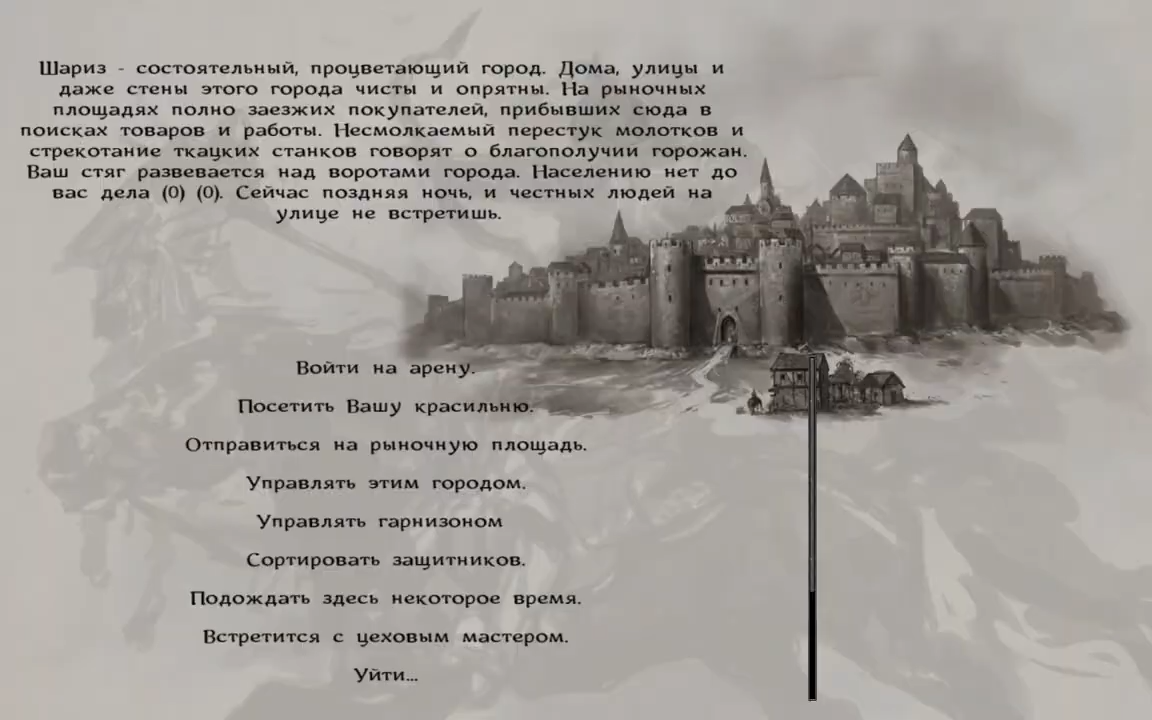 Шариз - состоятельный, процветающий город. Дома, улицы и
даже стены этого города чисты и опрятны. На рыночных
площадях полно заезжих покупателей, прибывших сюда в
поисках товаров и работы. Несмолкаемый перестук молотков и
стрекотание ткацких станков говорят о благополучии горожан.
Ваш стяг развевается над воротами города. Населению нет до
вас дела (0) (0). Сейчас поздняя ночь, и честных людей на
улице не встретишь.
Войти на арену.
Посетить Вашу красильню.
Отправиться на рыночную площадь.
Управлять этим городом.
Управлять гарнизоном
Сортировать защитников.
Подождать здесь некоторое время.
Встретится с цеховым мастером.
Уйти...